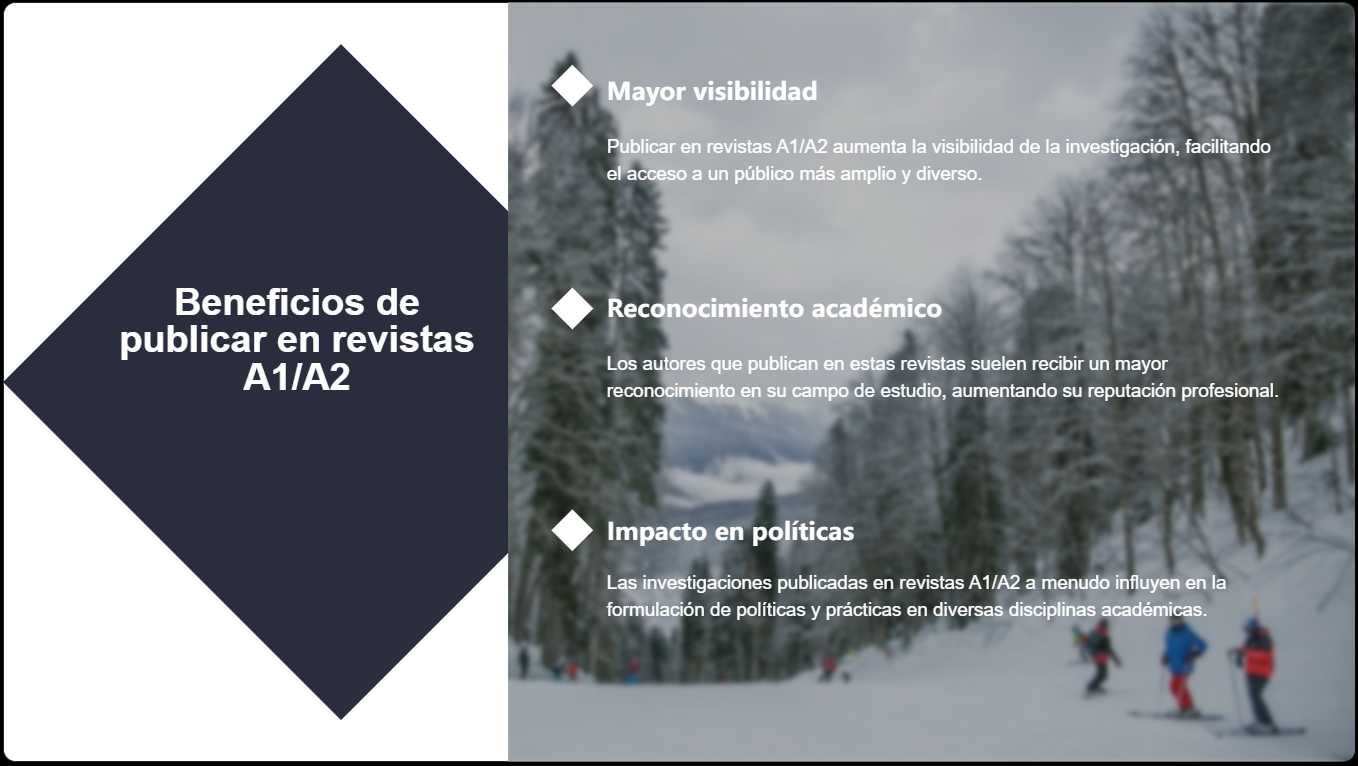 Beneficios de
publicar en revistas
A1/A2
Mayor visibilidad
Publicar en revistas A1/A2 aumenta la visibilidad de la investigación, facilitando
el acceso a un público más amplio y diverso.
Reconocimiento académico
Los autores que publican en estas revistas suelen recibir un mayor
reconocimiento en su campo de estudio, aumentando su reputación profesional.
Impacto en políticas
Las investigaciones publicadas en revistas A1/A2 a menudo influyen en la
formulación de políticas y prácticas en diversas disciplinas académicas.